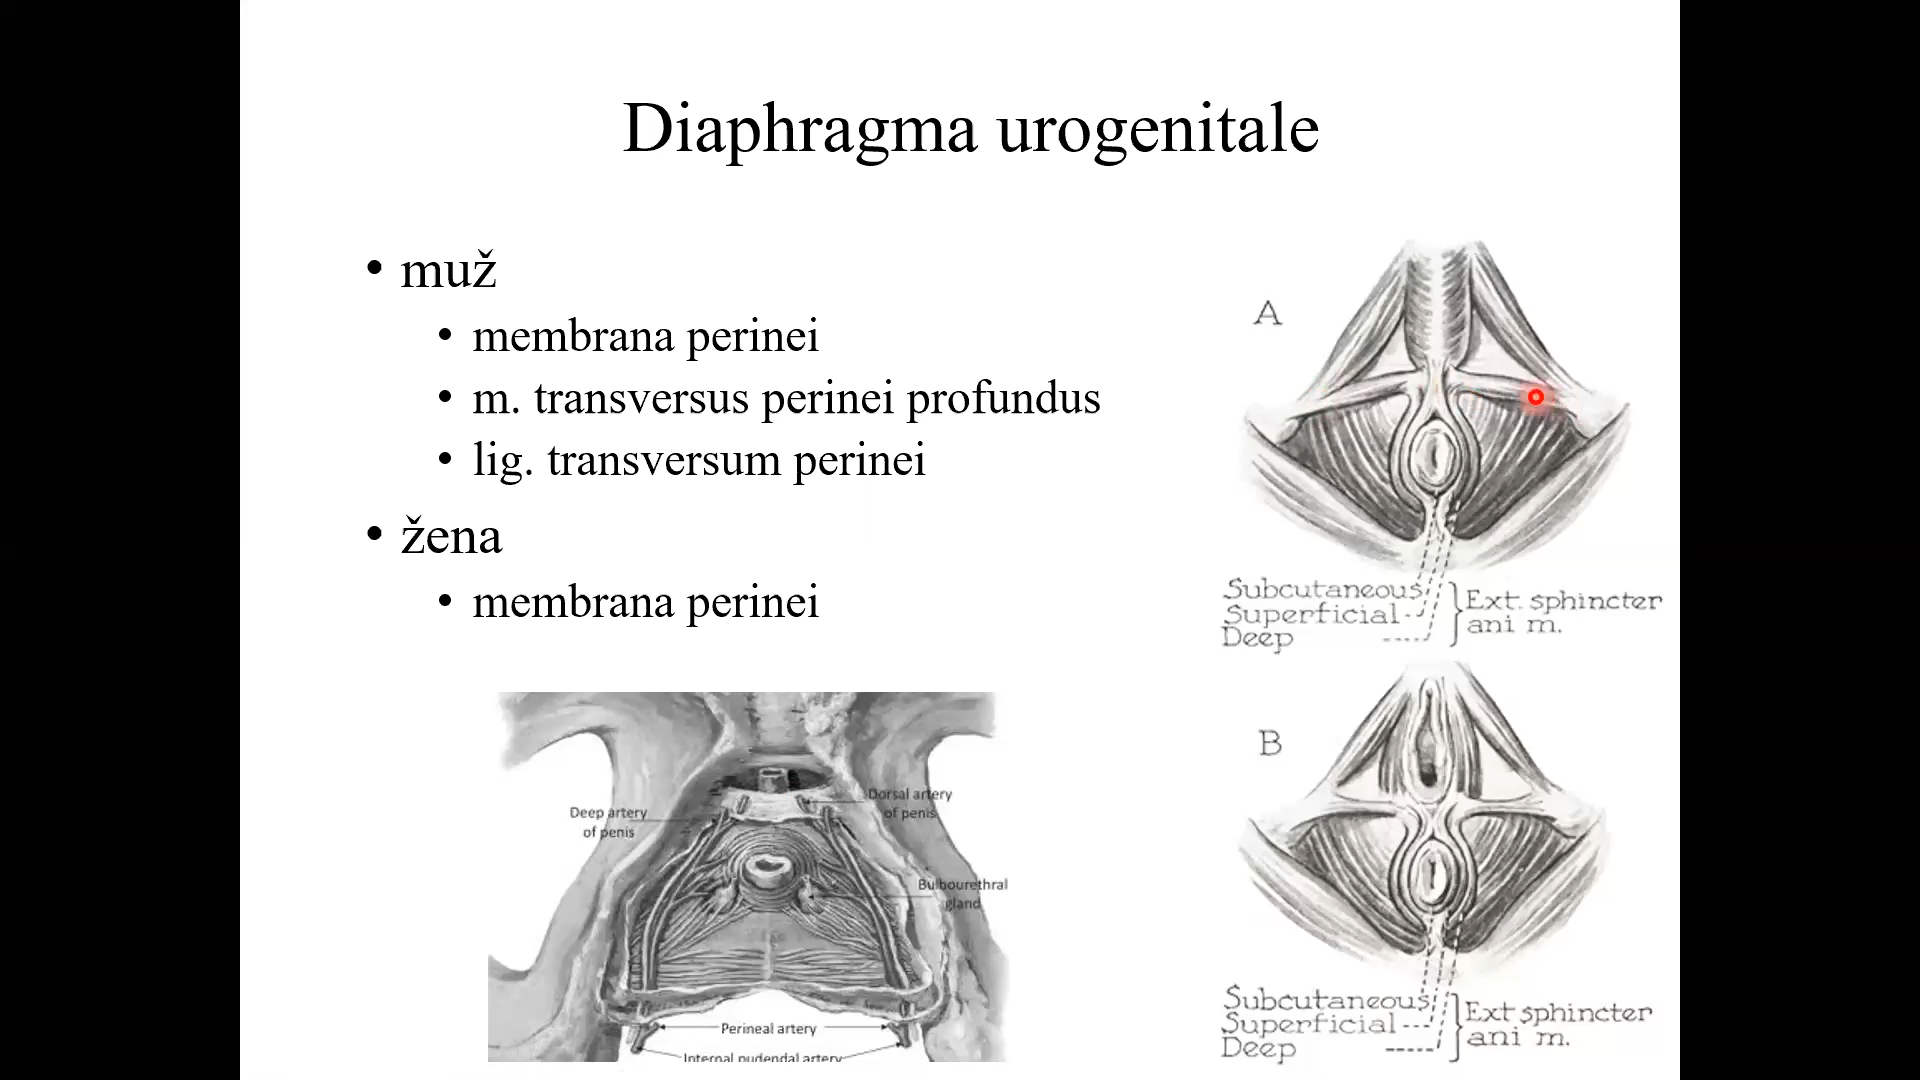 Diaphragma urogenitale
• muž
• membrana perinei
• m. transversus perinei profundus
• lig. transversum perinei
• žena
• membrana perinei
A
Subcutaneous
Superficial
Deep
Ext. sphincter
ani m.
B
Subcutaneous
Superficial
Deep
Ext sphincter
ani m.
Deep artery
of penis
Dorsal artery
of penis
Bulbourethral
gland
Perineal artery
Internal pudendal artery